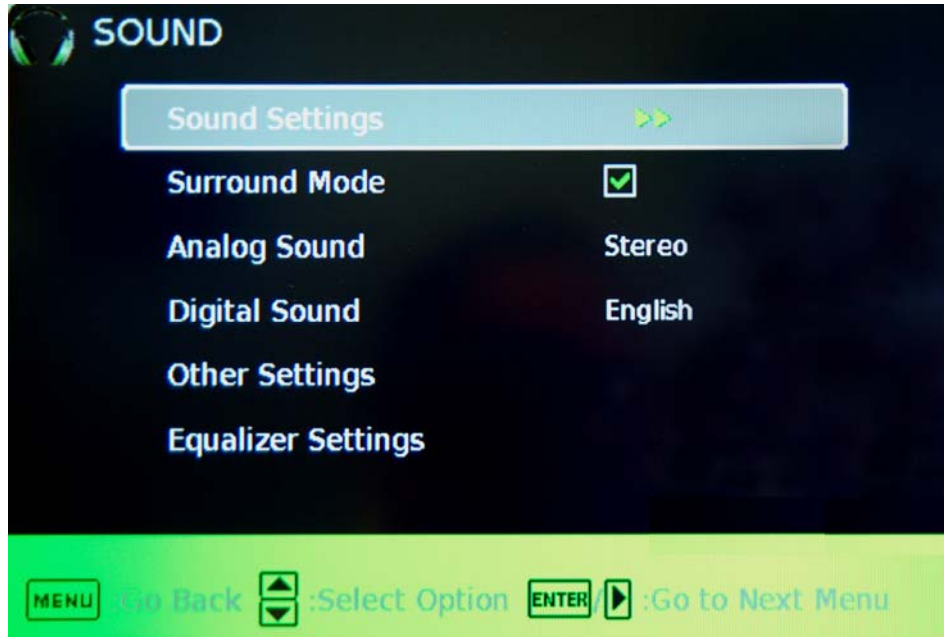 SOUND
Sound Settings
Surround Mode
Analog Sound Stereo
Digital Sound English
Other Settings
Equalizer Settings
MENU :Go Back :Select Option ENTER / :Go to Next Menu